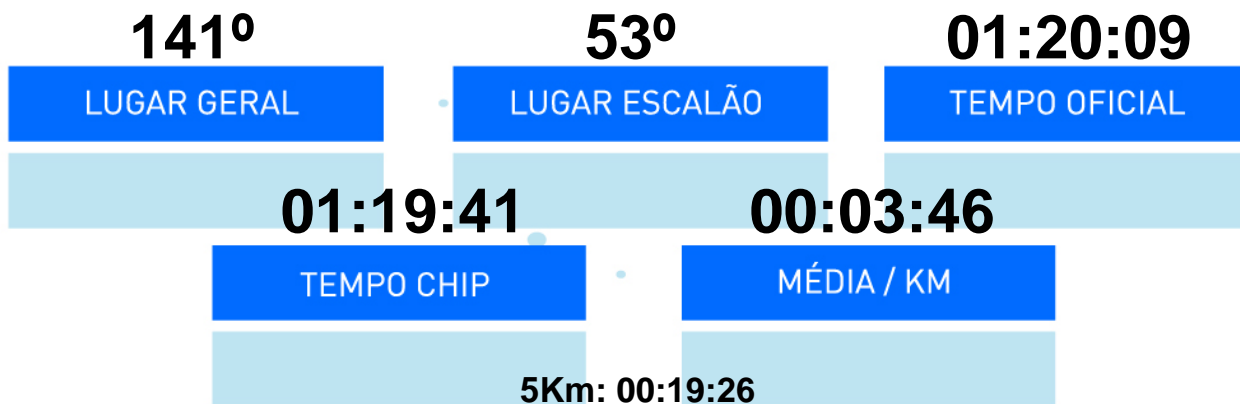 141º 53º 01:20:09
LUGAR GERAL LUGAR ESCALÃO TEMPO OFICIAL
01:19:41 00:03:46
TEMPO CHIP MÉDIA / KM
5Km: 00:19:26